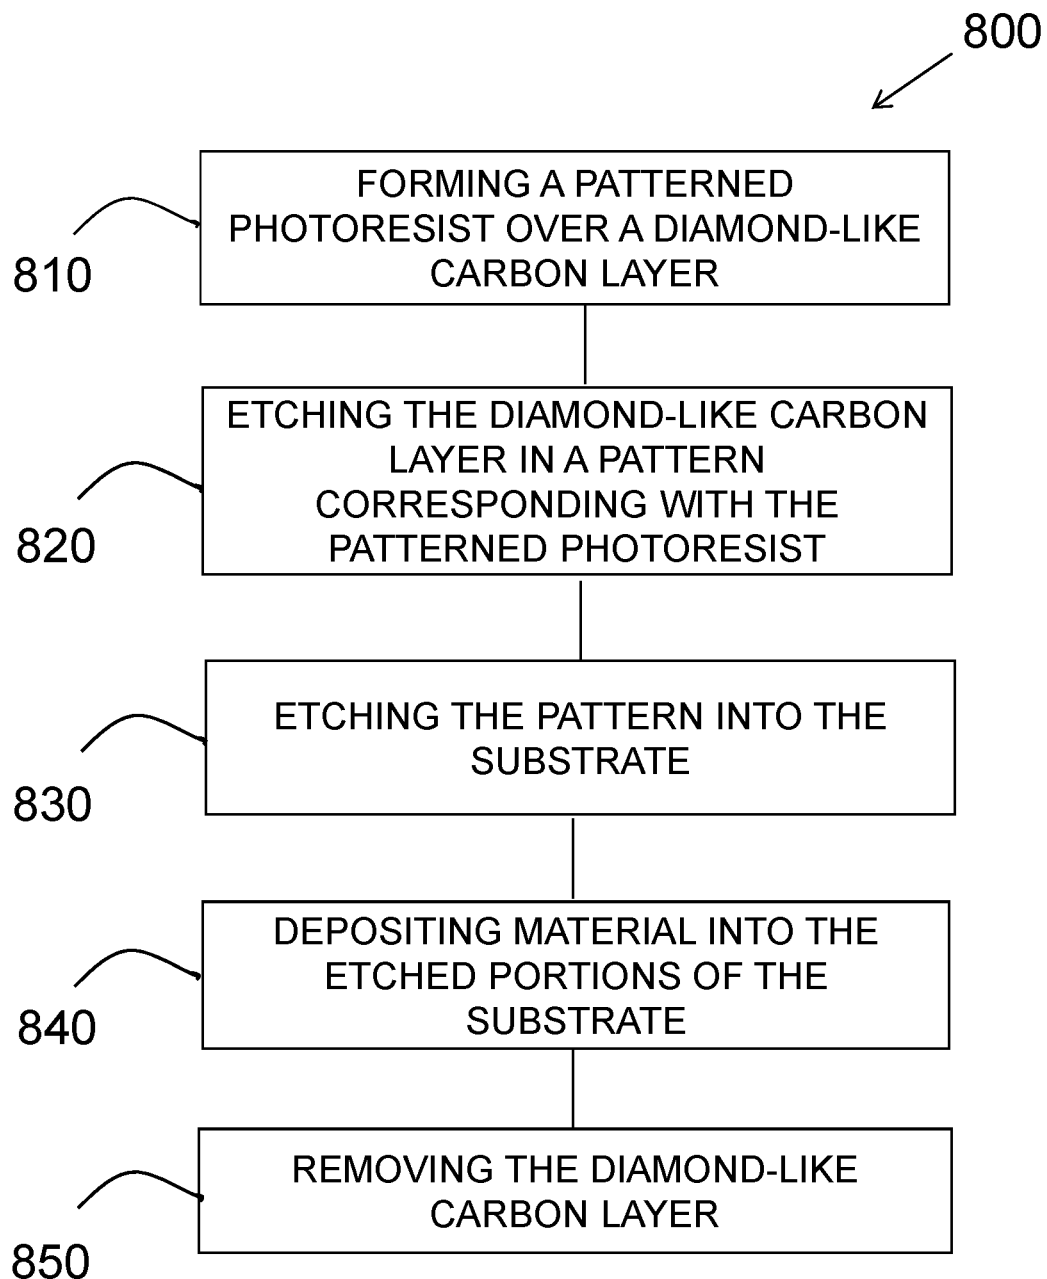 800
FORMING A PATTERNED
PHOTORESIST OVER A DIAMOND-LIKE
CARBON LAYER
810
ETCHING THE DIAMOND-LIKE CARBON
LAYER IN A PATTERN
CORRESPONDING WITH THE
PATTERNED PHOTORESIST
820
ETCHING THE PATTERN INTO THE
SUBSTRATE
830
DEPOSITING MATERIAL INTO THE
ETCHED PORTIONS OF THE
SUBSTRATE
840
REMOVING THE DIAMOND-LIKE
CARBON LAYER
850